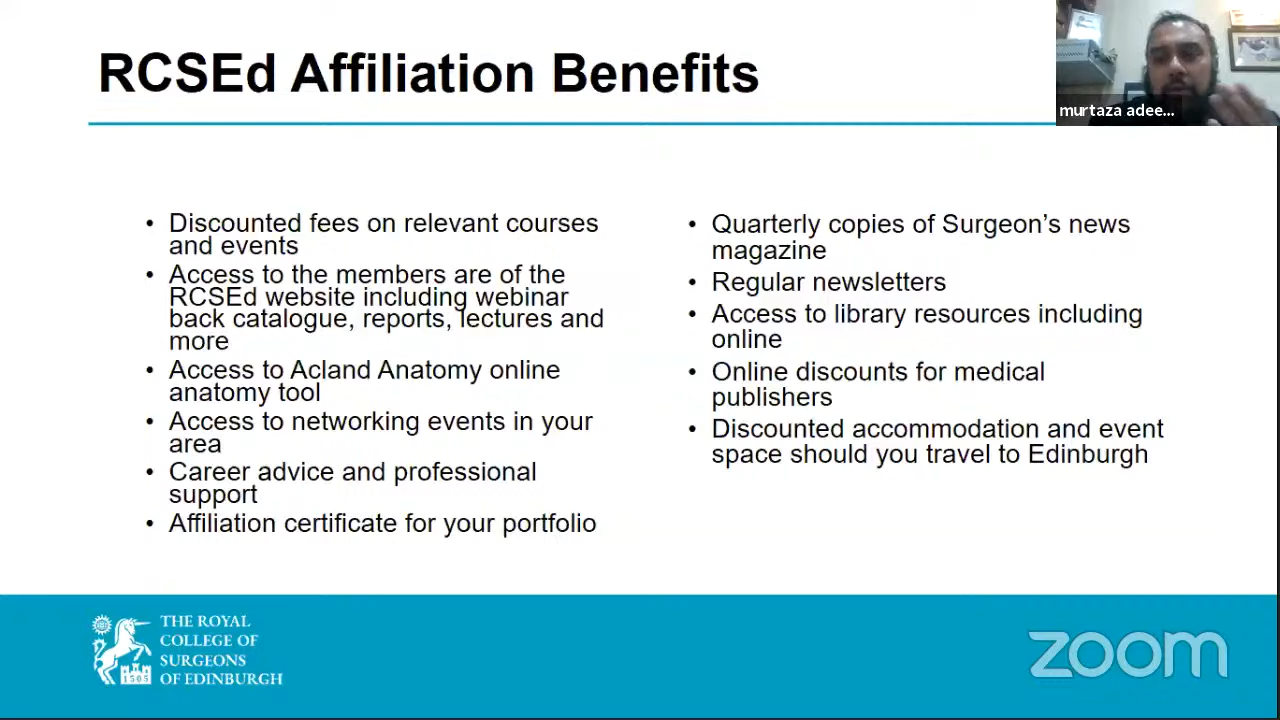 RCSEd Affiliation Benefits
murtaza adee...
• Discounted fees on relevant courses
and events
• Access to the members are of the
RCSEd website including webinar
back catalogue, reports, lectures and
more
• Access to Acland Anatomy online
anatomy tool
• Access to networking events in your
area
• Career advice and professional
support
• Affiliation certificate for your portfolio
• Quarterly copies of Surgeon’s news
magazine
• Regular newsletters
• Access to library resources including
online
• Online discounts for medical
publishers
• Discounted accommodation and event
space should you travel to Edinburgh
THE ROYAL
COLLEGE OF
SURGEONS
OF EDINBURGH
1505
zoom